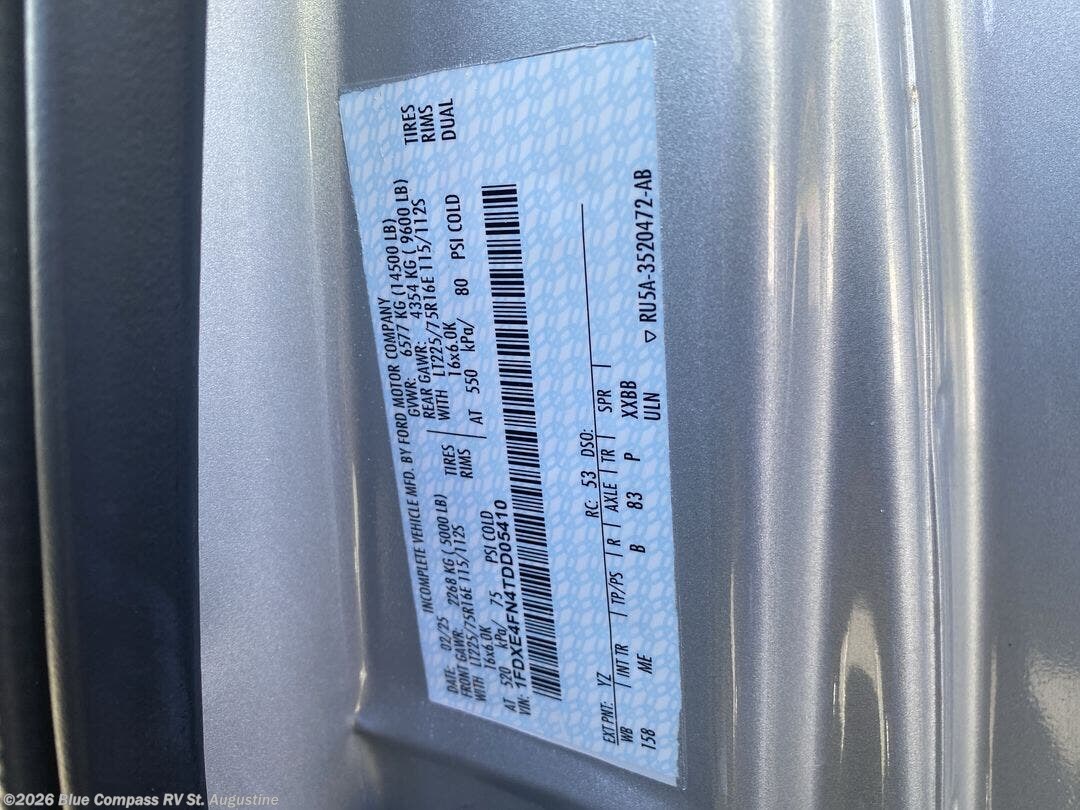 INCOMPLETE VEHICLE MFD. BY FORD MOTOR COMPANY
DATE: 02/25 GVWR: 6577 KG (14500 LB)
FRONT GAWR: 2268 KG ( 5000 LB) REAR GAWR: 4354 KG ( 9600 LB)
WITH LT225/75R16E 115/112S TIRES WITH LT225/75R16E 115/112S TIRES
16x6.0K RIMS 16x6.0K RIMS
AT 520 kPa/ 75 PSI COLD AT 550 kPa/ 80 PSI COLD DUAL
VIN: 1FDXE4FN4TDD05410
EXT PNT: YZ RC: 53 DSO:
WB INT TR TP/PS R AXLE TR SPR
158 ME B 83 P XXBB
ULN
▽ RU5A-3520472-AB
©2026 Blue Compass RV St. Augustine